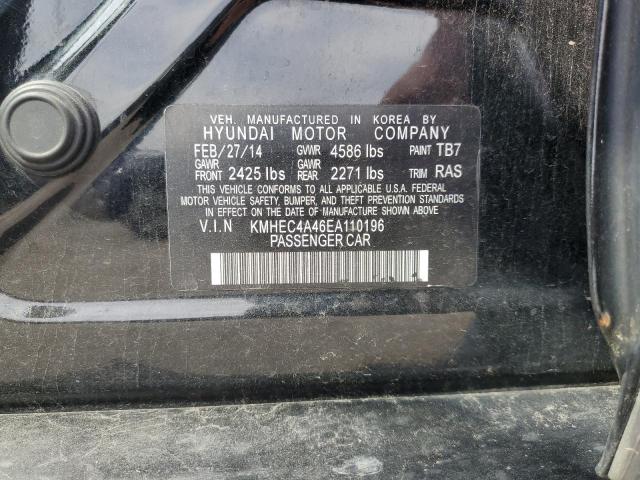 VEH. MANUFACTURED IN KOREA BY
HYUNDAI MOTOR COMPANY
FEB/27/14 GVWR 4586 lbs PAINT TB7
GAWR FRONT 2425 lbs GAWR REAR 2271 lbs TRIM RAS
THIS VEHICLE CONFORMS TO ALL APPLICABLE U.S.A. FEDERAL
MOTOR VEHICLE SAFETY, BUMPER, AND THEFT PREVENTION STANDARDS
IN EFFECT ON THE DATE OF MANUFACTURE SHOWN ABOVE.
V.I.N KMHEC4A46EA110196
PASSENGER CAR